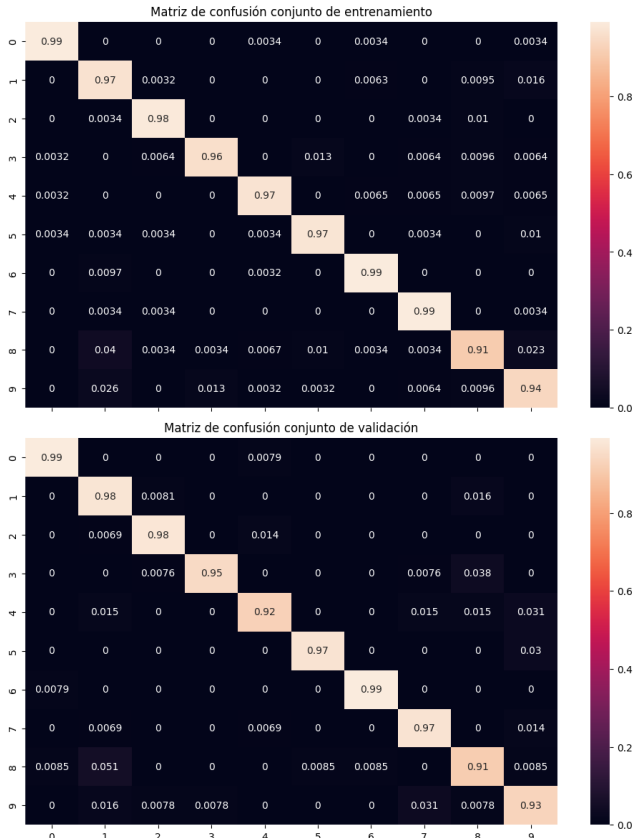 Matriz de confusión conjunto de entrenamiento
0 0.99 0 0 0 0.0034 0 0.0034 0 0 0.0034
1 0 0.97 0.0032 0 0 0 0.0063 0 0.0095 0.016
2 0 0.0034 0.98 0 0 0 0 0.0034 0.01 0
3 0.0032 0 0.0064 0.96 0 0.013 0 0.0064 0.0096 0.0064
4 0.0032 0 0 0 0.97 0 0.0065 0.0065 0.0097 0.0065
5 0.0034 0.0034 0.0034 0 0.0034 0.97 0 0.0034 0 0.01
6 0 0.0097 0 0 0.0032 0 0.99 0 0 0
7 0 0.0034 0.0034 0 0 0 0 0.99 0 0.0034
8 0 0.04 0.0034 0.0034 0.0067 0.01 0.0034 0.0034 0.91 0.023
9 0 0.026 0 0.013 0.0032 0.0032 0 0.0064 0.0096 0.94
0 1 2 3 4 5 6 7 8 9
0.8
0.6
0.4
0.2
0.0
Matriz de confusión conjunto de validación
0 0.99 0 0 0 0.0079 0 0 0 0 0
1 0 0.98 0.0081 0 0 0 0 0 0.016 0
2 0 0.0069 0.98 0 0.014 0 0 0 0 0
3 0 0 0.0076 0.95 0 0 0 0.0076 0.038 0
4 0 0.015 0 0 0.92 0 0 0.015 0.015 0.031
5 0 0 0 0 0 0.97 0 0 0 0.03
6 0.0079 0 0 0 0 0 0.99 0 0 0
7 0 0.0069 0 0 0.0069 0 0 0.97 0 0.014
8 0.0085 0.051 0 0 0 0.0085 0.0085 0 0.91 0.0085
9 0 0.016 0.0078 0.0078 0 0 0 0.031 0.0078 0.93
0 1 2 3 4 5 6 7 8 9
0.8
0.6
0.4
0.2
0.0